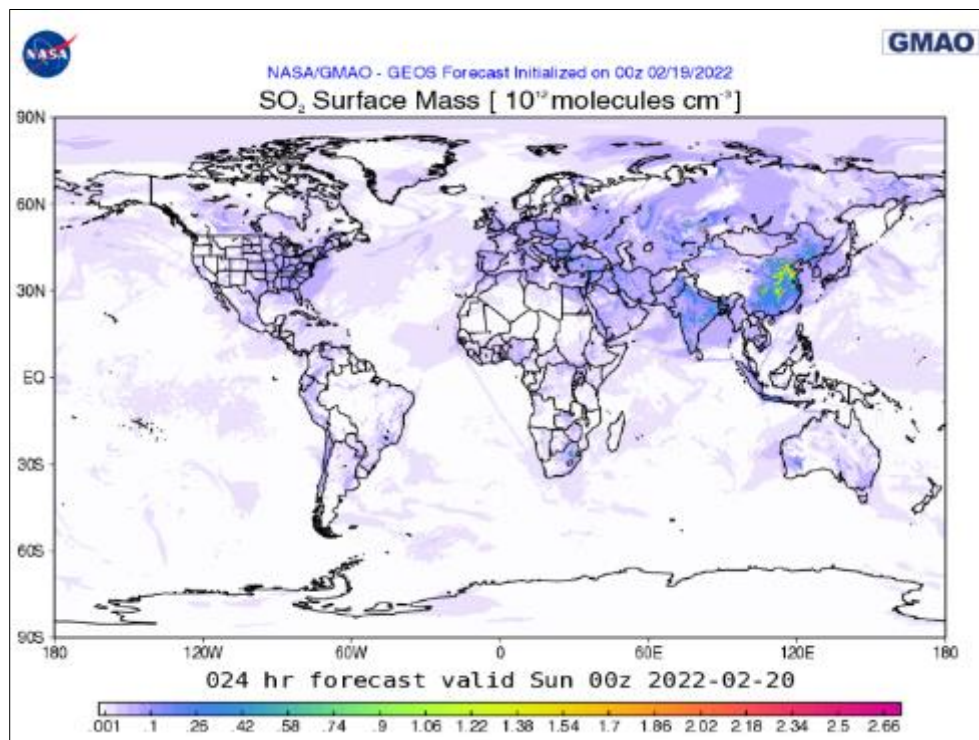 NASA
GMAO
NASA/GMAO - GEOS Forecast Initialized on 00z 02/19/2022
SO₂ Surface Mass [ 10¹² molecules cm⁻³]
90N
60N
30N
EQ
30S
60S
90S
180 120W 60W 0 60E 120E 180
024 hr forecast valid Sun 00z 2022-02-20
.001 .1 .25 .42 .58 .74 .9 1.06 1.22 1.38 1.54 1.7 1.86 2.02 2.18 2.34 2.5 2.66